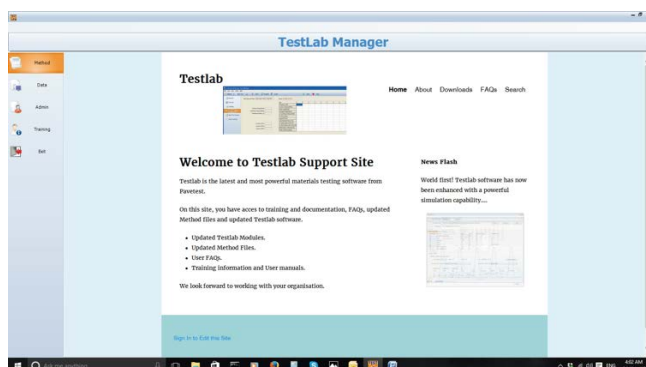 TestLab Manager
Method
Data
Admin
Training
Exit
Testlab
Home About Downloads FAQs Search
Welcome to Testlab Support Site
Testlab is the latest and most powerful materials testing software from
Pavetest.
On this site, you have acces to training and documentation, FAQs, updated
Method files and updated Testlab software.
• Updated Testlab Modules.
• Updated Method Files.
• User FAQs.
• Training information and User manuals.
We look forward to working with your organisation.
News Flash
World first! Testlab software has now
been enhanced with a powerful
simulation capability....
Sign In to Edit this Site
Ask me anything
ENG
4:02 AM